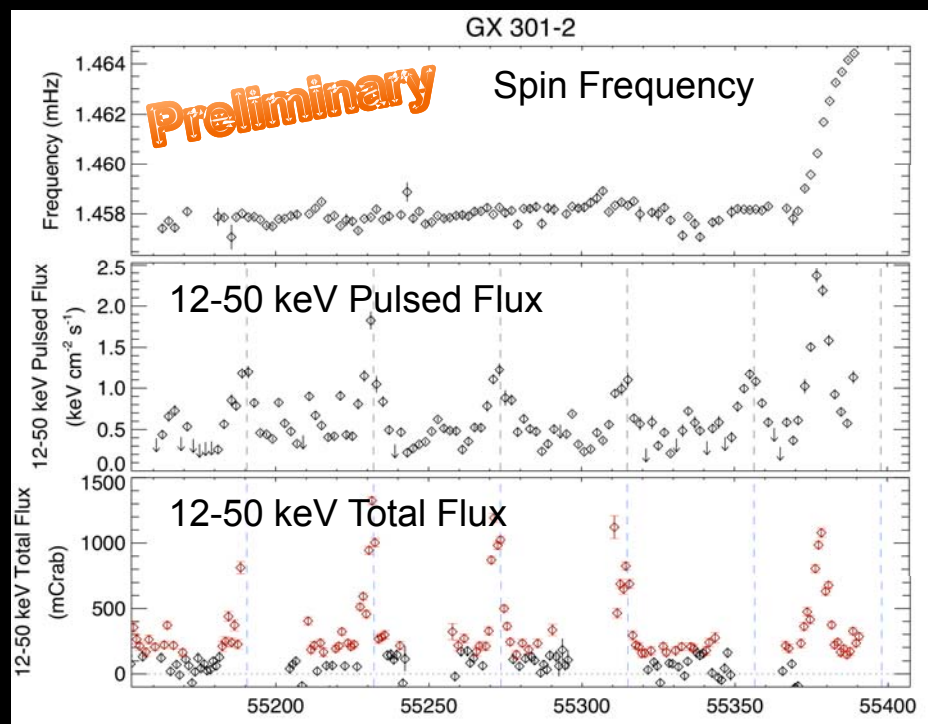 GX 301-2
Preliminary
Spin Frequency
Frequency (mHz)
1.464
1.462
1.460
1.458
12-50 keV Pulsed Flux
12-50 keV Pulsed Flux
(keV cm⁻² s⁻¹)
2.5
2.0
1.5
1.0
0.5
0.0
12-50 keV Total Flux
12-50 keV Total Flux
(mCrab)
1500
1000
500
0
55200
55250
55300
55350
55400